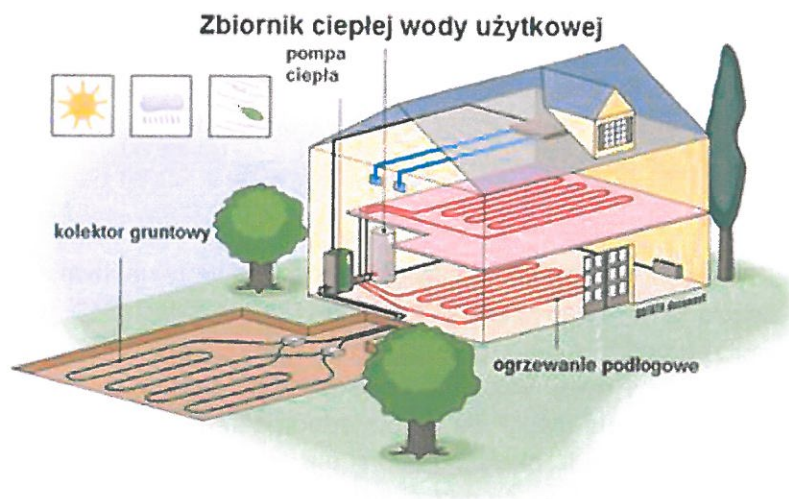 Zbiornik ciepłej wody użytkowej
pompa
ciepła
kolektor gruntowy
ogrzewanie podłogowe